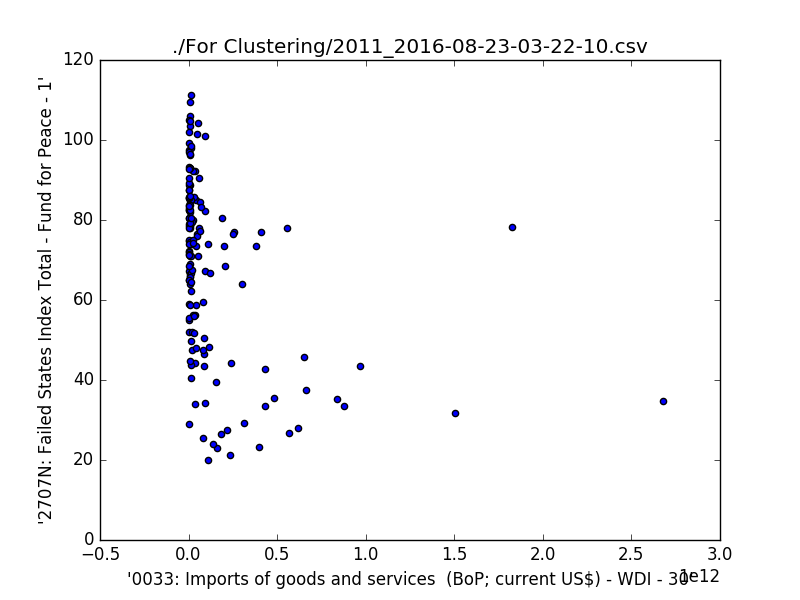 ./For Clustering/2011_2016-08-23-03-22-10.csv
120
100
80
60
40
20
0
'2707N: Failed States Index Total - Fund for Peace - 1'
−0.5 0.0 0.5 1.0 1.5 2.0 2.5 3.0
1e12
'0033: Imports of goods and services (BoP; current US$) - WDI - 30'